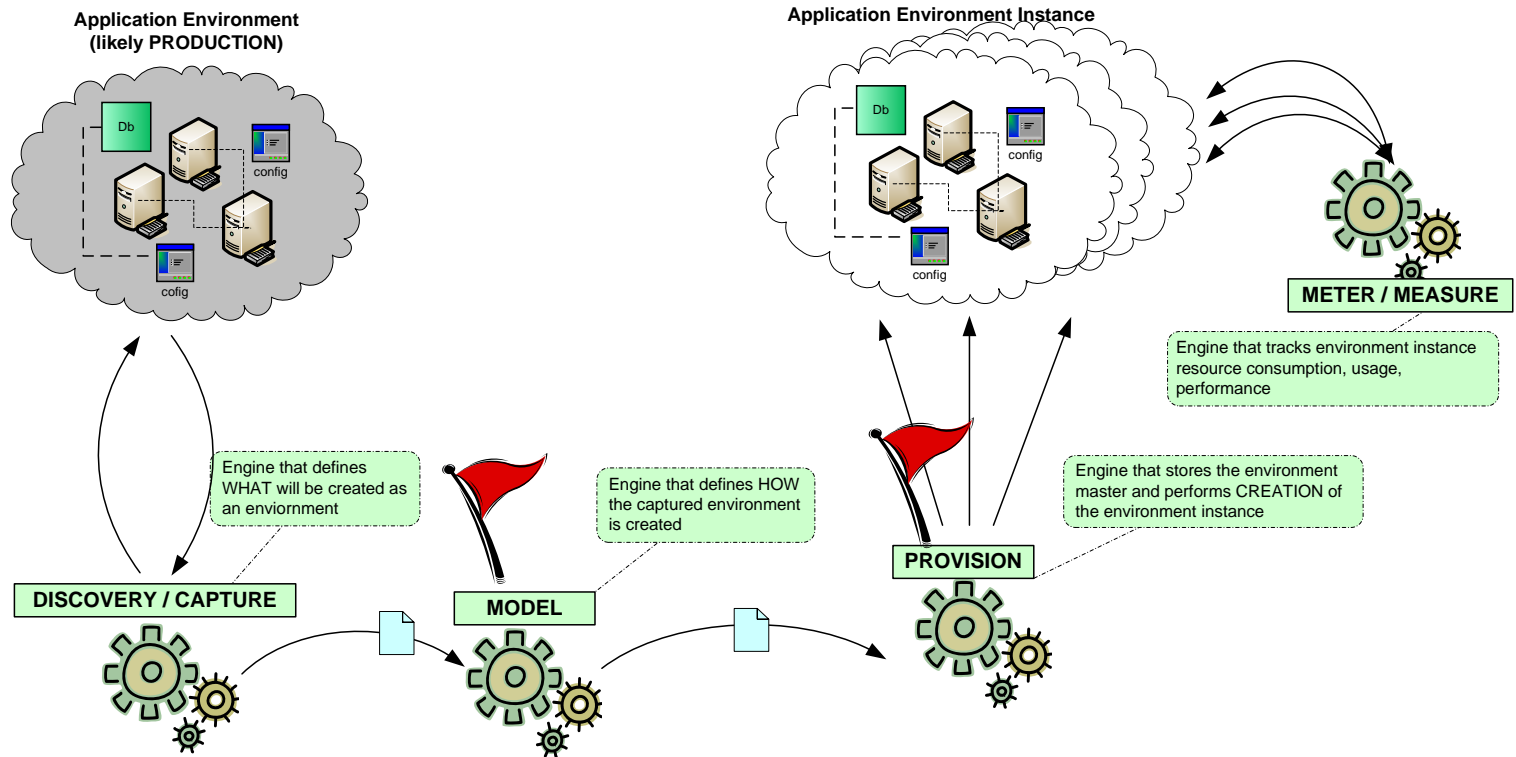 Application Environment
(likely PRODUCTION)
Db
config
cofig
Application Environment Instance
Db
config
config
METER / MEASURE
Engine that tracks environment instance
resource consumption, usage,
performance
Engine that defines
WHAT will be created as
an enviornment
Engine that defines HOW
the captured environment
is created
Engine that stores the environment
master and performs CREATION of
the environment instance
DISCOVERY / CAPTURE
MODEL
PROVISION